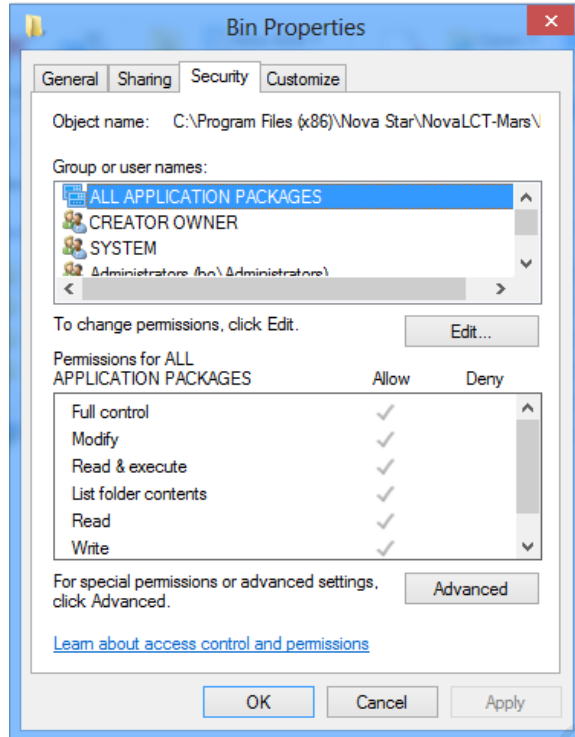 Bin Properties
General Sharing Security Customize
Object name: C:\Program Files (x86)\Nova Star\NovaLCT-Mars\
Group or user names:
ALL APPLICATION PACKAGES
CREATOR OWNER
SYSTEM
Administrators (bo\Administrators)
To change permissions, click Edit.
Edit...
Permissions for ALL
APPLICATION PACKAGES Allow Deny
Full control
Modify
Read & execute
List folder contents
Read
Write
For special permissions or advanced settings,
click Advanced.
Advanced
Learn about access control and permissions
OK Cancel Apply